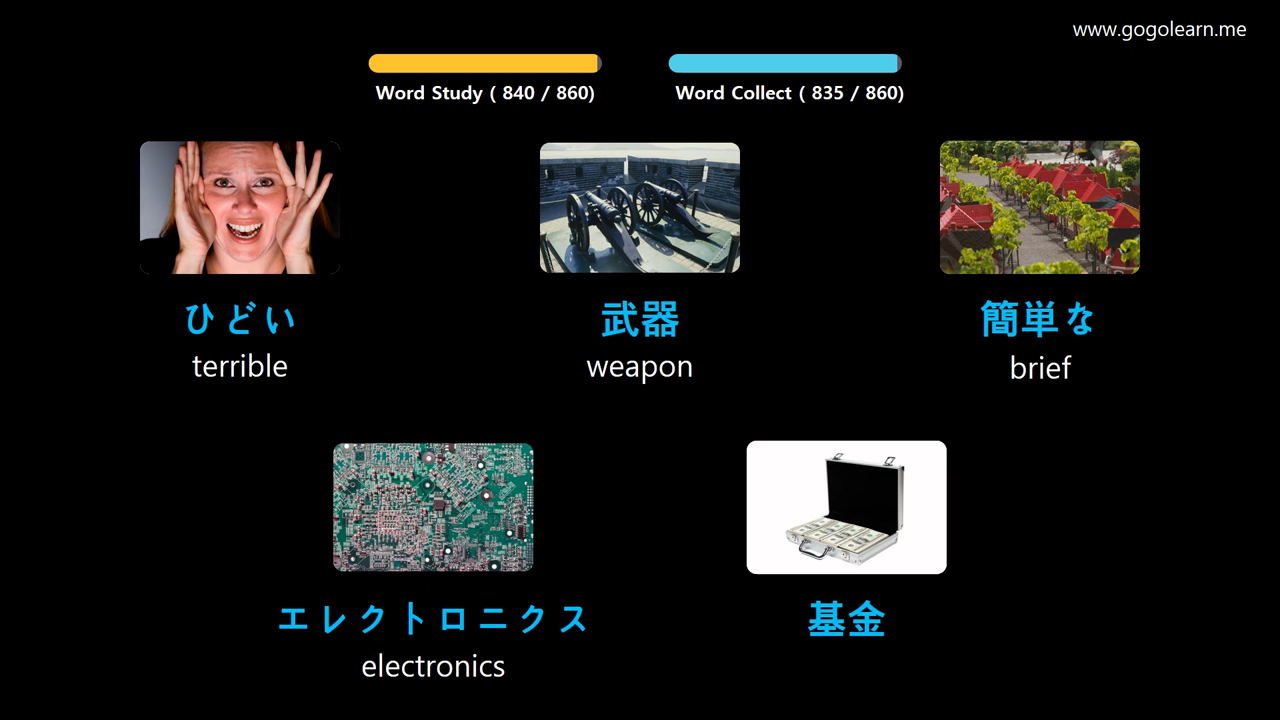 www.gogolearn.me
Word Study ( 840 / 860)
Word Collect ( 835 / 860)
ひどい
terrible
武器
weapon
簡単な
brief
エレクトロニクス
electronics
基金